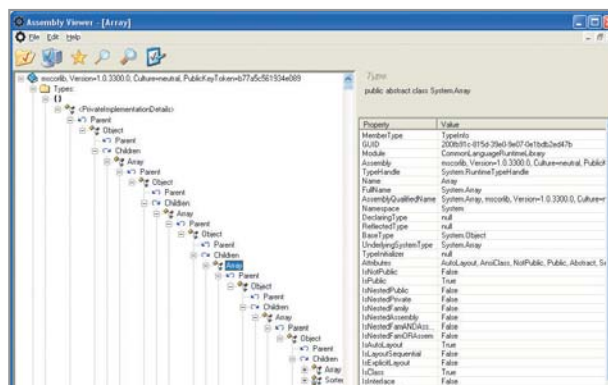 Assembly Viewer - [Array]
File Edit Help
mscorlib, Version=1.0.3300.0, Culture=neutral, PublicKeyToken=b77a5c561934e089
Types:
{}
<PrivateImplementationDetails>
Parent
Object
Parent
Children
Array
Parent
Object
Parent
Children
Array
Parent
Object
Parent
Children
Array
Parent
Object
Parent
Children
Array
Parent
Object
Parent
Children
Array
Sorter
Type
public abstract class System.Array
Property Value
MemberType TypeInfo
GUID
Module CommonLanguageRuntimeLibrary
Assembly mscorlib, Version=1.0.3300.0, Culture=neutral, PublicK
TypeHandle System.RuntimeTypeHandle
Name Array
FullName System.Array
AssemblyQualifiedName System.Array, mscorlib, Version=1.0.3300.0, Culture=n
Namespace System
DeclaringType null
ReflectedType null
BaseType System.Object
UnderlyingSystemType System.Array
TypeInitializer null
Attributes AutoLayout, AnsiClass, NotPublic, Public, Abstract, Se
IsNotPublic False
IsPublic True
IsNestedPublic False
IsNestedPrivate False
IsNestedFamily False
IsNestedAssembly False
IsNestedFamANDAss... False
IsNestedFamORAssem False
IsAutoLayout True
IsLayoutSequential False
IsExplicitLayout False
IsClass True
IsInterface False